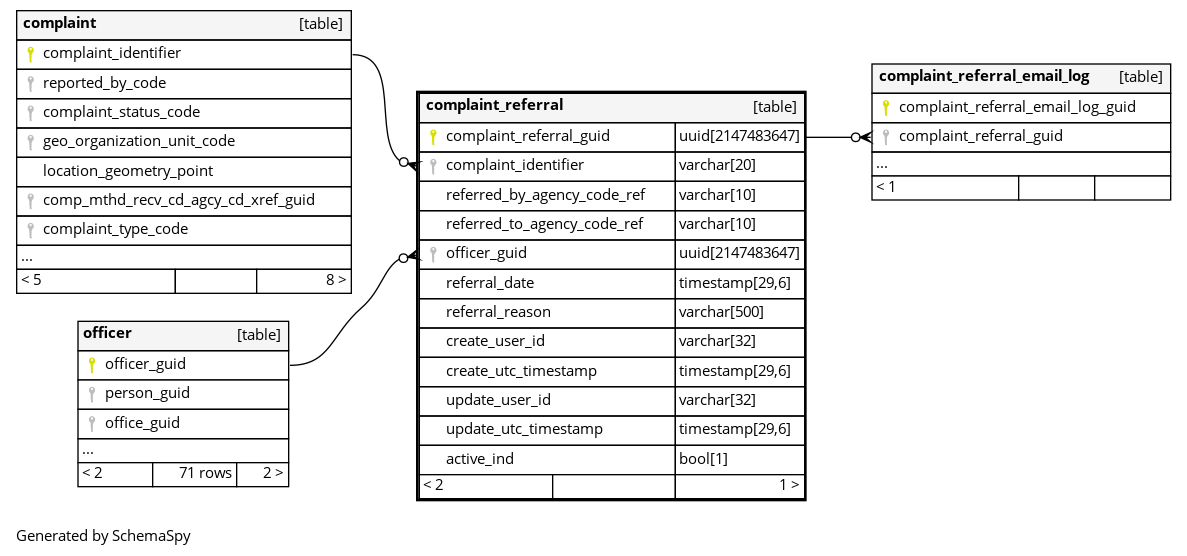 complaint [table]
complaint_identifier
reported_by_code
complaint_status_code
geo_organization_unit_code
location_geometry_point
comp_mthd_recv_cd_agcy_cd_xref_guid
complaint_type_code
...
< 5 8 >
officer [table]
officer_guid
person_guid
office_guid
...
< 2 71 rows 2 >
complaint_referral [table]
complaint_referral_guid uuid[2147483647]
complaint_identifier varchar[20]
referred_by_agency_code_ref varchar[10]
referred_to_agency_code_ref varchar[10]
officer_guid uuid[2147483647]
referral_date timestamp[29,6]
referral_reason varchar[500]
create_user_id varchar[32]
create_utc_timestamp timestamp[29,6]
update_user_id varchar[32]
update_utc_timestamp timestamp[29,6]
active_ind bool[1]
< 2 1 >
complaint_referral_email_log [table]
complaint_referral_email_log_guid
complaint_referral_guid
...
< 1
Generated by SchemaSpy